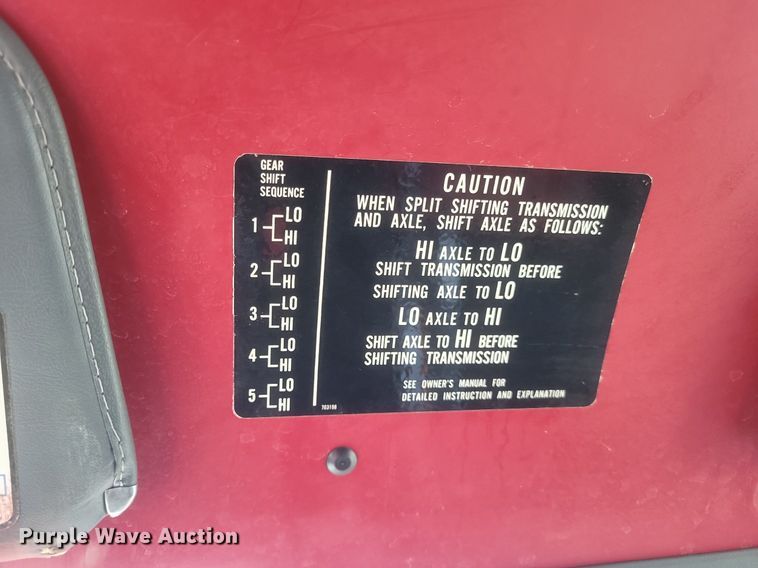 GEAR
SHIFT
SEQUENCE
1 LO
HI
2 LO
HI
3 LO
HI
4 LO
HI
5 LO
HI
CAUTION
WHEN SPLIT SHIFTING TRANSMISSION
AND AXLE, SHIFT AXLE AS FOLLOWS:
HI AXLE TO LO
SHIFT TRANSMISSION BEFORE
SHIFTING AXLE TO LO
LO AXLE TO HI
SHIFT AXLE TO HI BEFORE
SHIFTING TRANSMISSION
SEE OWNER'S MANUAL FOR
DETAILED INSTRUCTION AND EXPLANATION
Purple Wave Auction